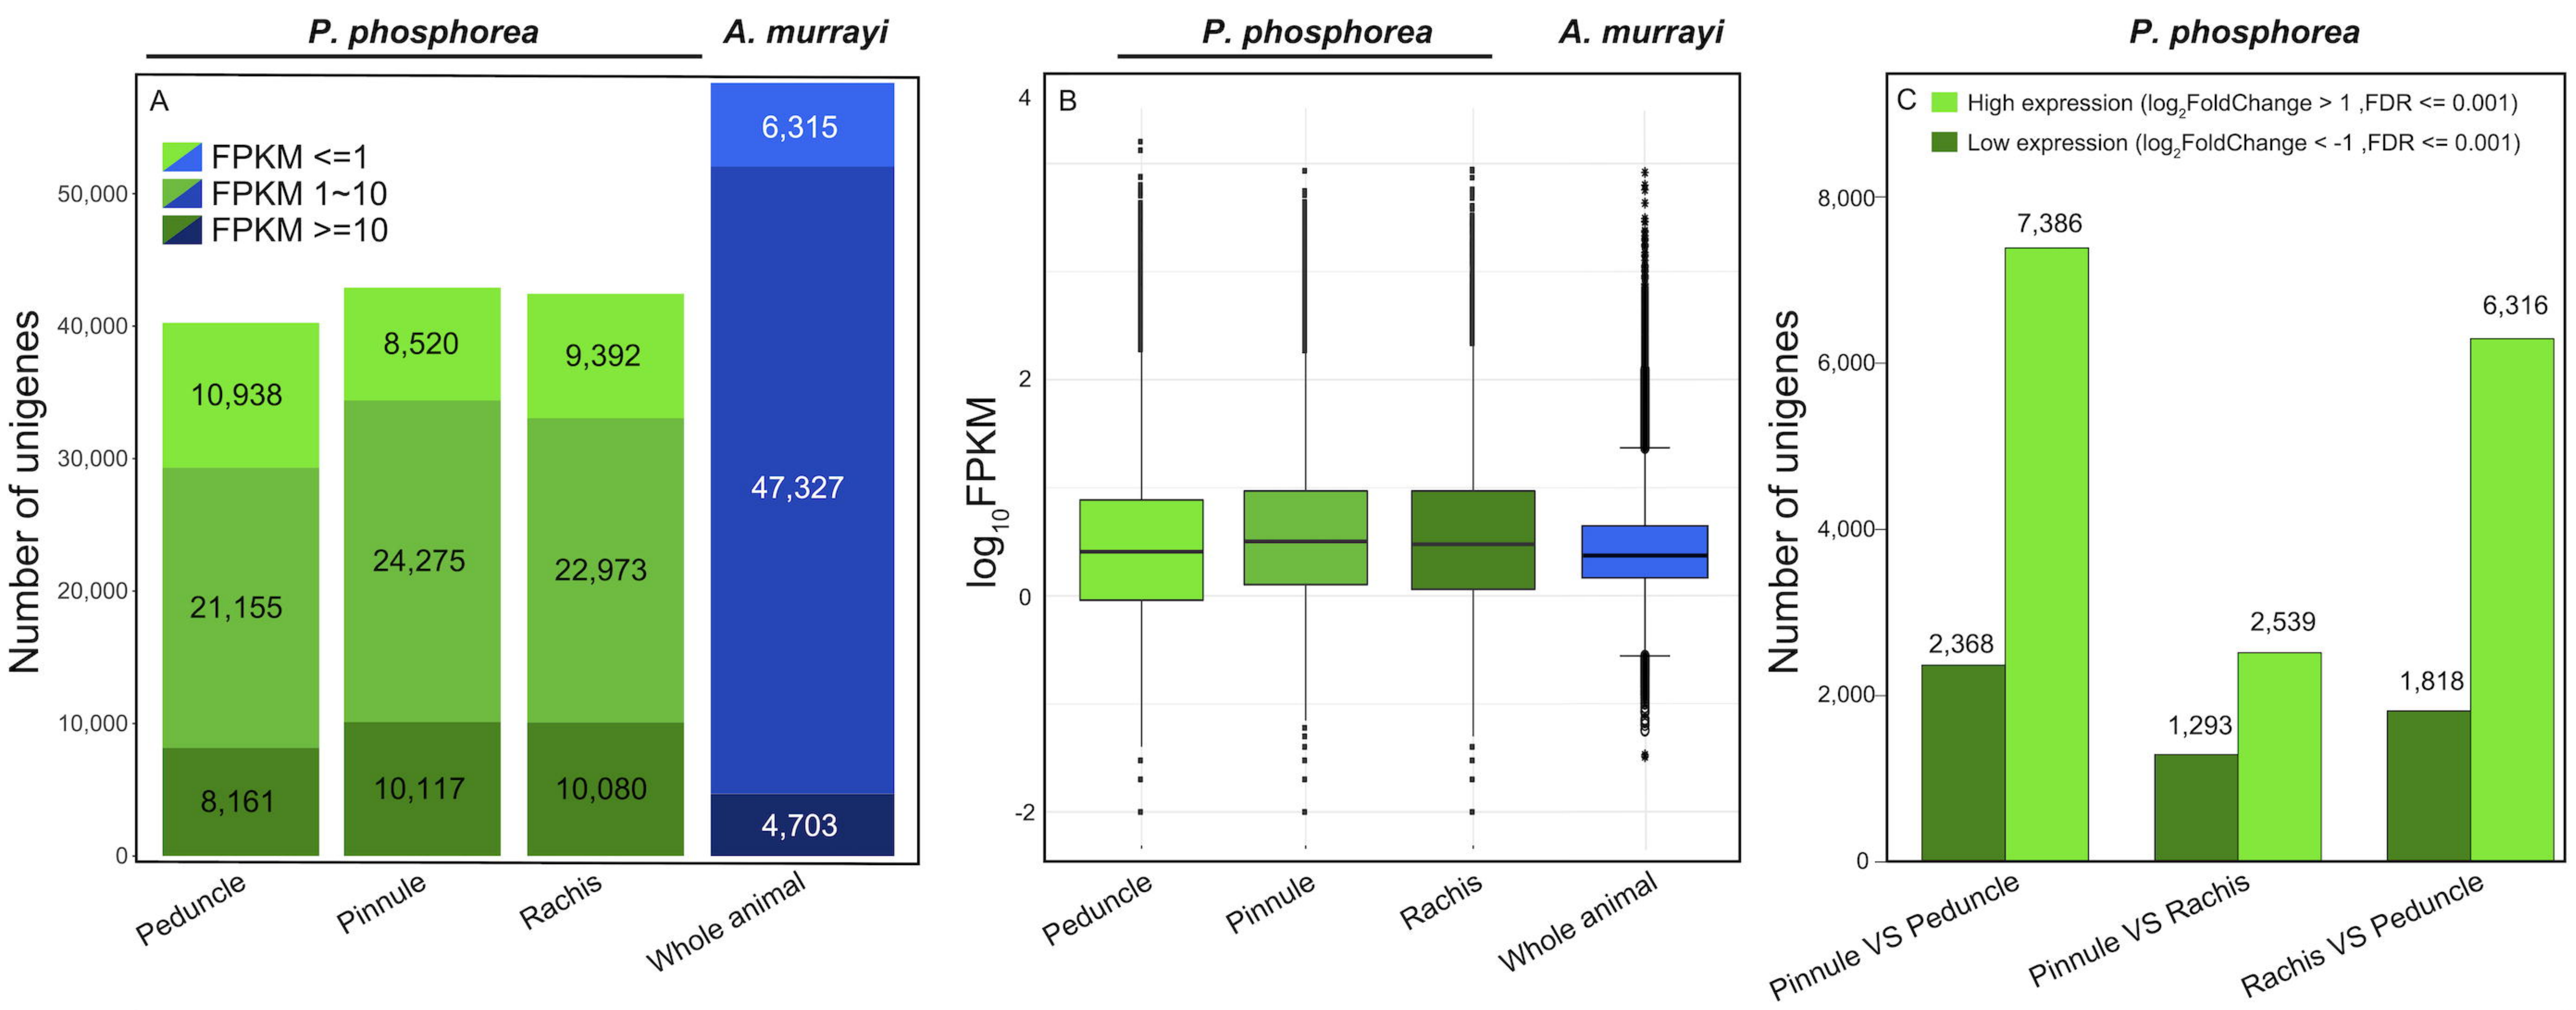 P. phosphorea
A. murrayi
A
FPKM <=1
FPKM 1~10
FPKM >=10
Number of unigenes
50,000
40,000
30,000
20,000
10,000
0
10,938
21,155
8,161
8,520
24,275
10,117
9,392
22,973
10,080
6,315
47,327
4,703
Peduncle
Pinnule
Rachis
Whole animal
P. phosphorea
A. murrayi
B
log10FPKM
4
2
0
-2
Peduncle
Pinnule
Rachis
Whole animal
P. phosphorea
C
High expression (log2FoldChange > 1 ,FDR <= 0.001)
Low expression (log2FoldChange < -1 ,FDR <= 0.001)
Number of unigenes
8,000
6,000
4,000
2,000
0
2,368
7,386
1,293
2,539
1,818
6,316
Pinnule VS Peduncle
Pinnule VS Rachis
Rachis VS Peduncle